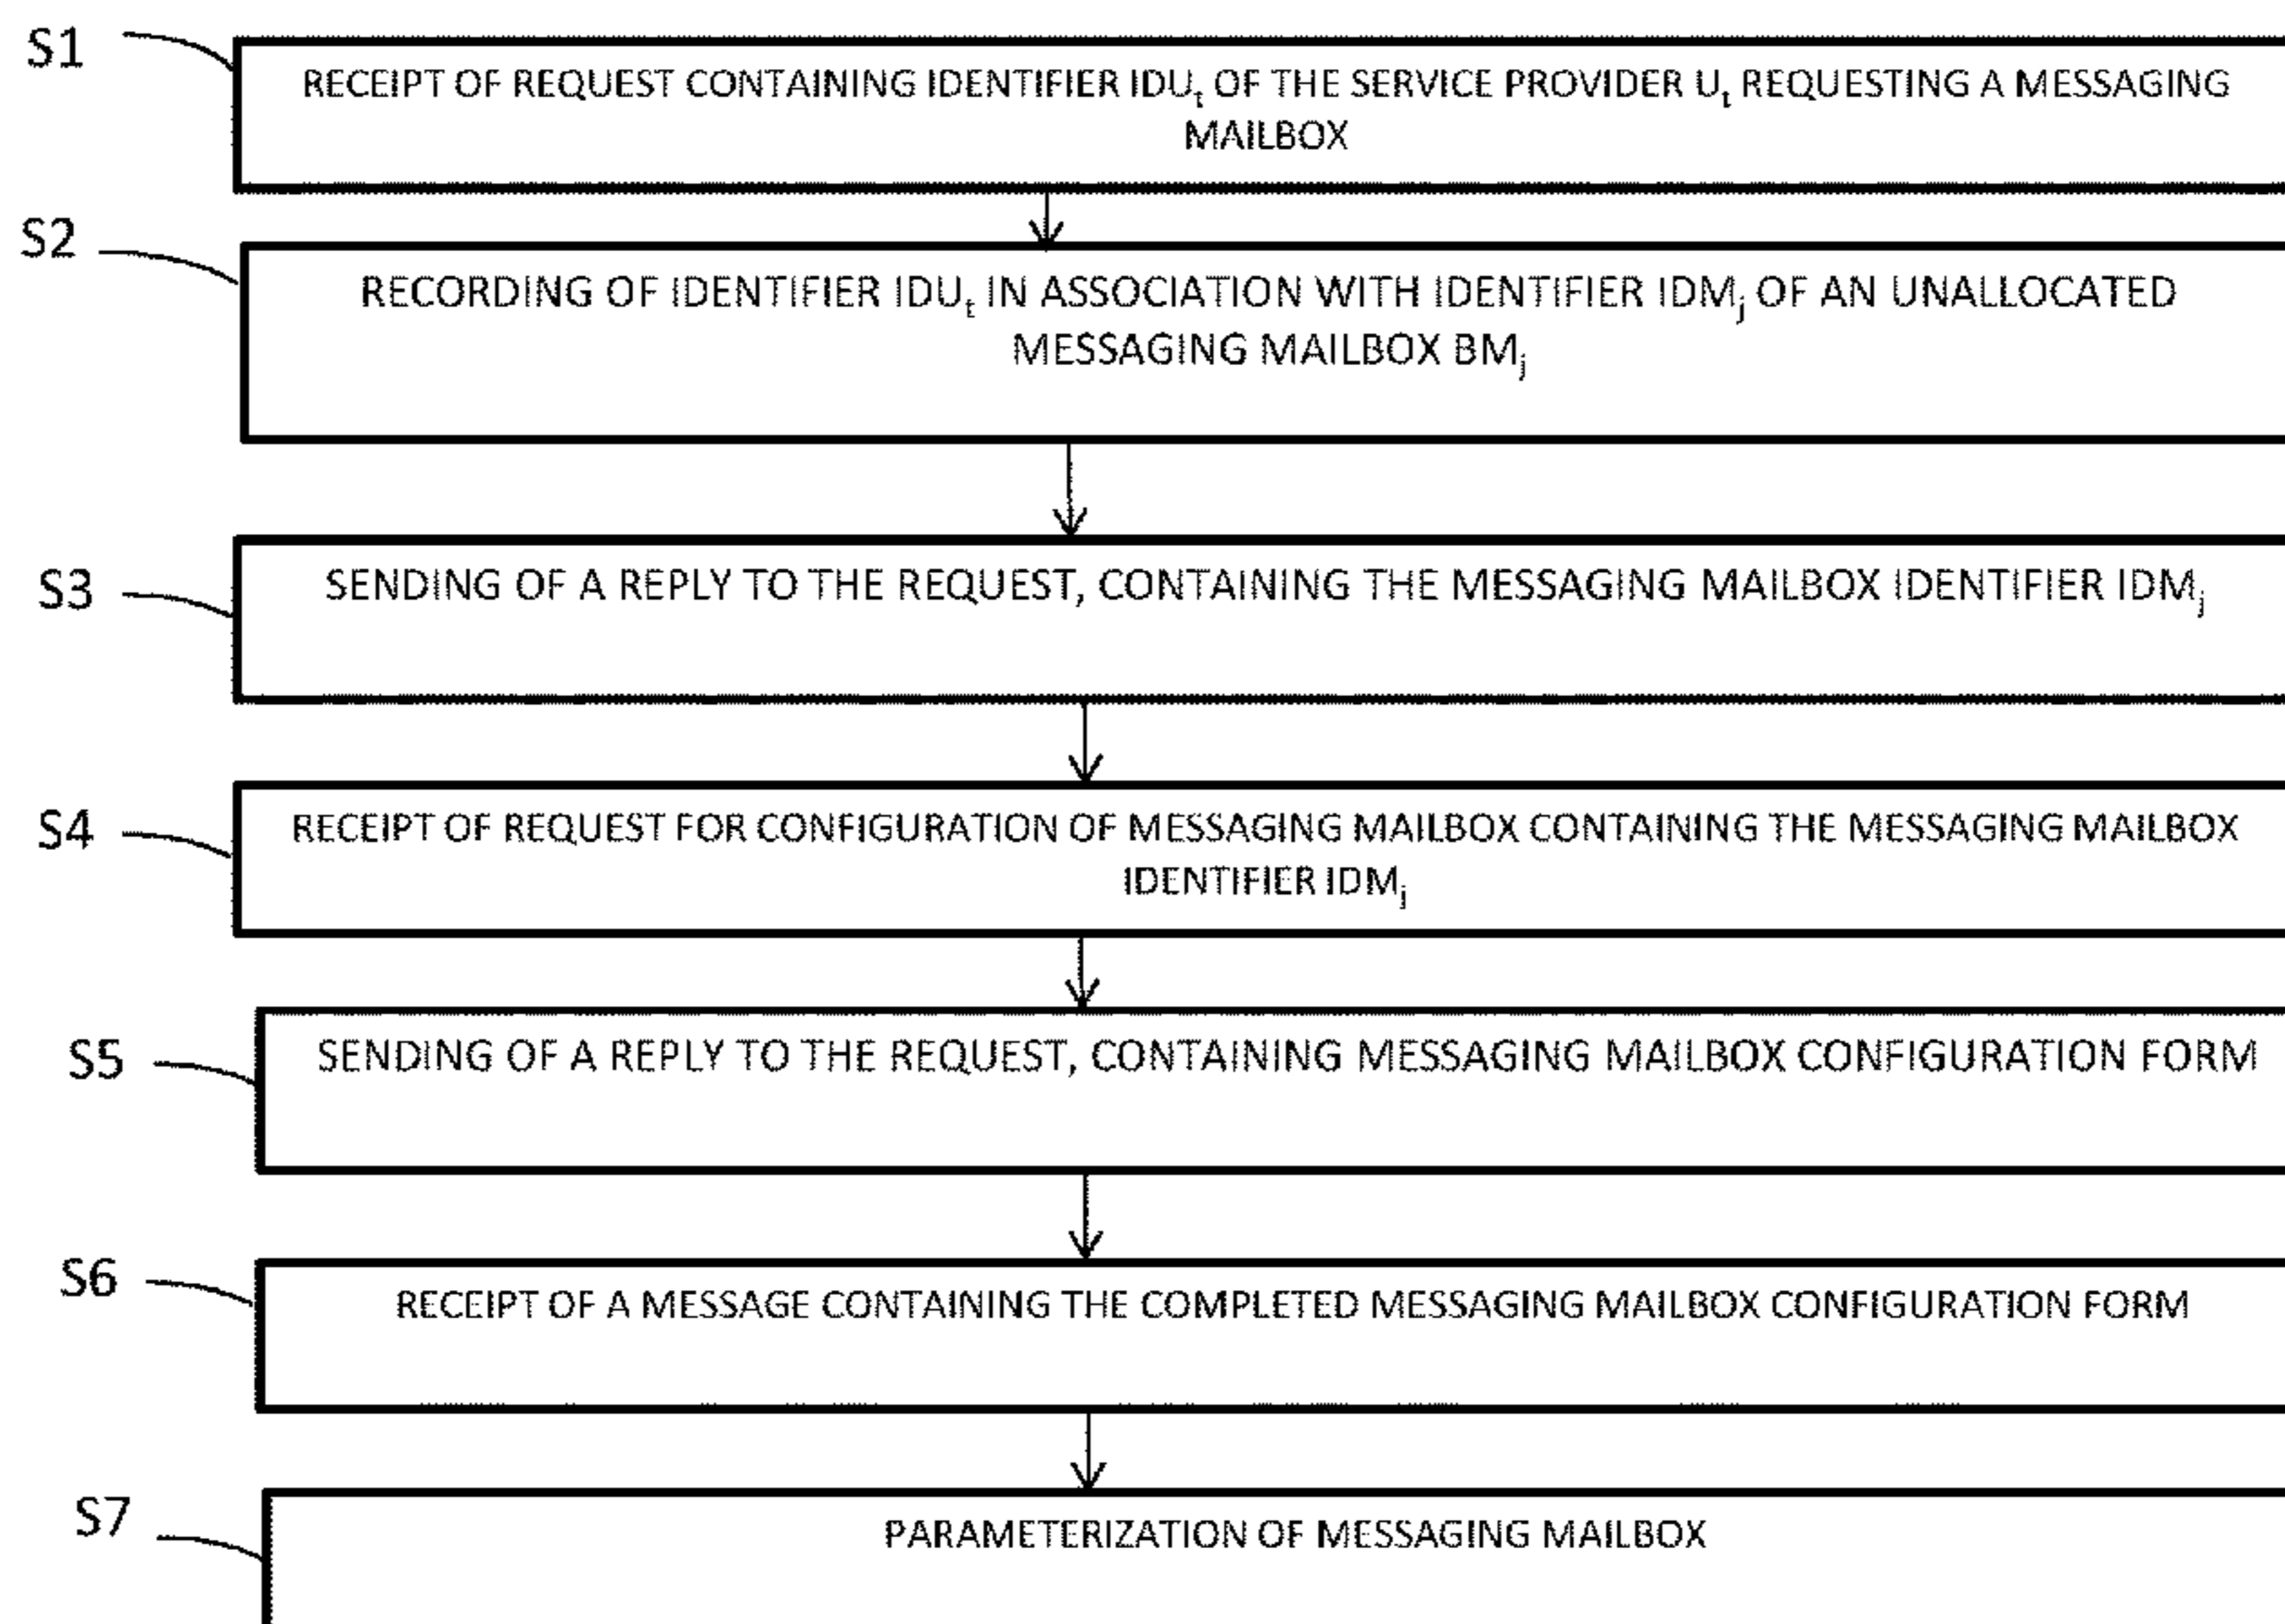 S1
RECEIPT OF REQUEST CONTAINING IDENTIFIER IDUₜ OF THE SERVICE PROVIDER Uₜ REQUESTING A MESSAGING
MAILBOX
S2
RECORDING OF IDENTIFIER IDUₜ IN ASSOCIATION WITH IDENTIFIER IDMⱼ OF AN UNALLOCATED
MESSAGING MAILBOX BMⱼ
S3
SENDING OF A REPLY TO THE REQUEST, CONTAINING THE MESSAGING MAILBOX IDENTIFIER IDMⱼ
S4
RECEIPT OF REQUEST FOR CONFIGURATION OF MESSAGING MAILBOX CONTAINING THE MESSAGING MAILBOX
IDENTIFIER IDMⱼ
S5
SENDING OF A REPLY TO THE REQUEST, CONTAINING MESSAGING MAILBOX CONFIGURATION FORM
S6
RECEIPT OF A MESSAGE CONTAINING THE COMPLETED MESSAGING MAILBOX CONFIGURATION FORM
S7
PARAMETERIZATION OF MESSAGING MAILBOX